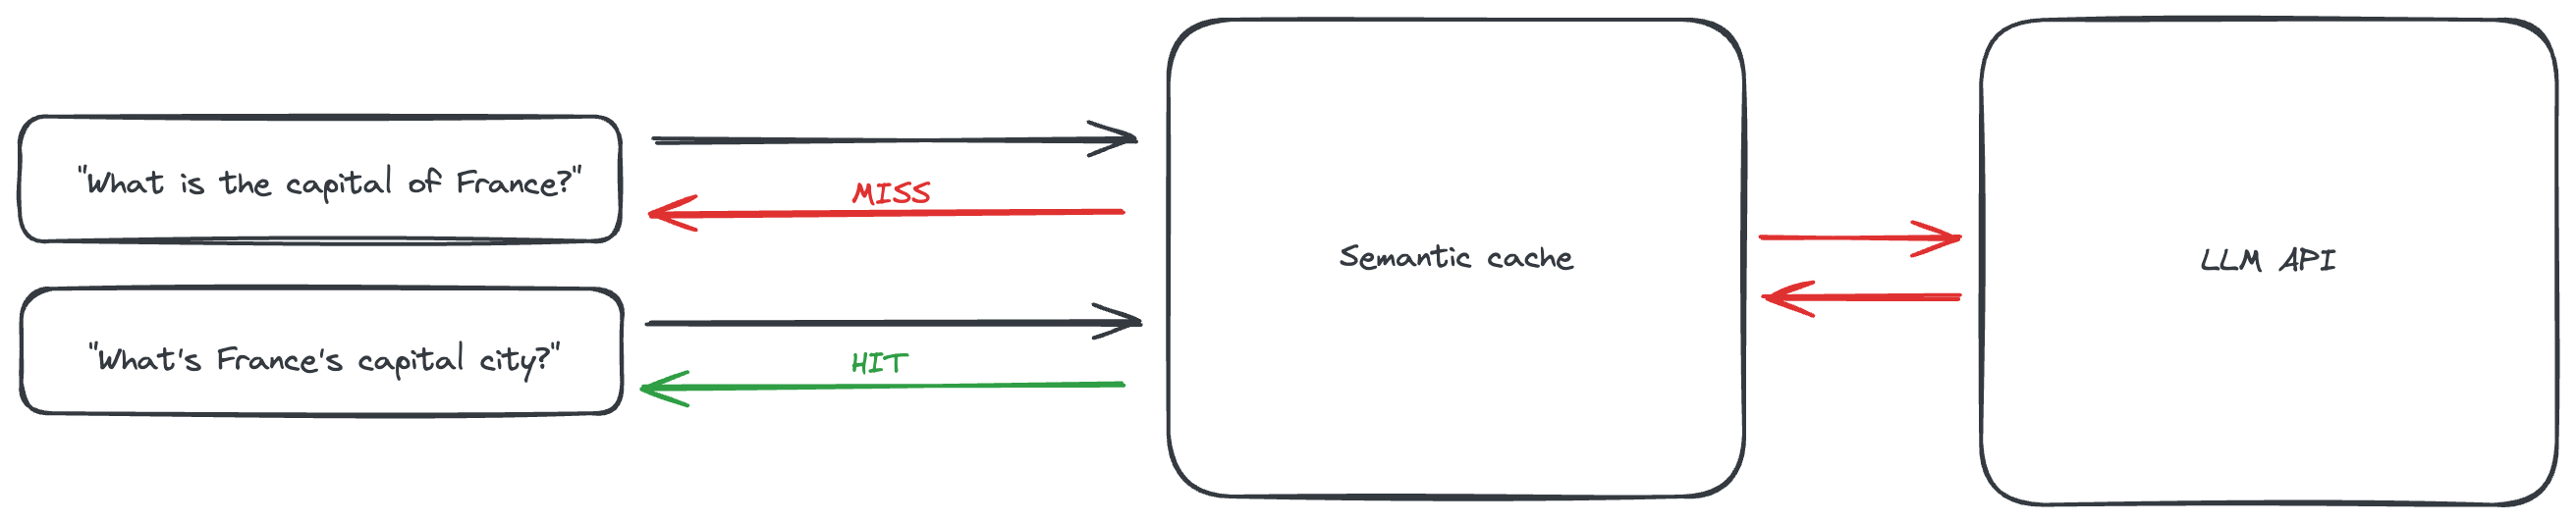 "What is the capital of France?"
MISS
"What's France's capital city?"
HIT
Semantic cache
LLM API